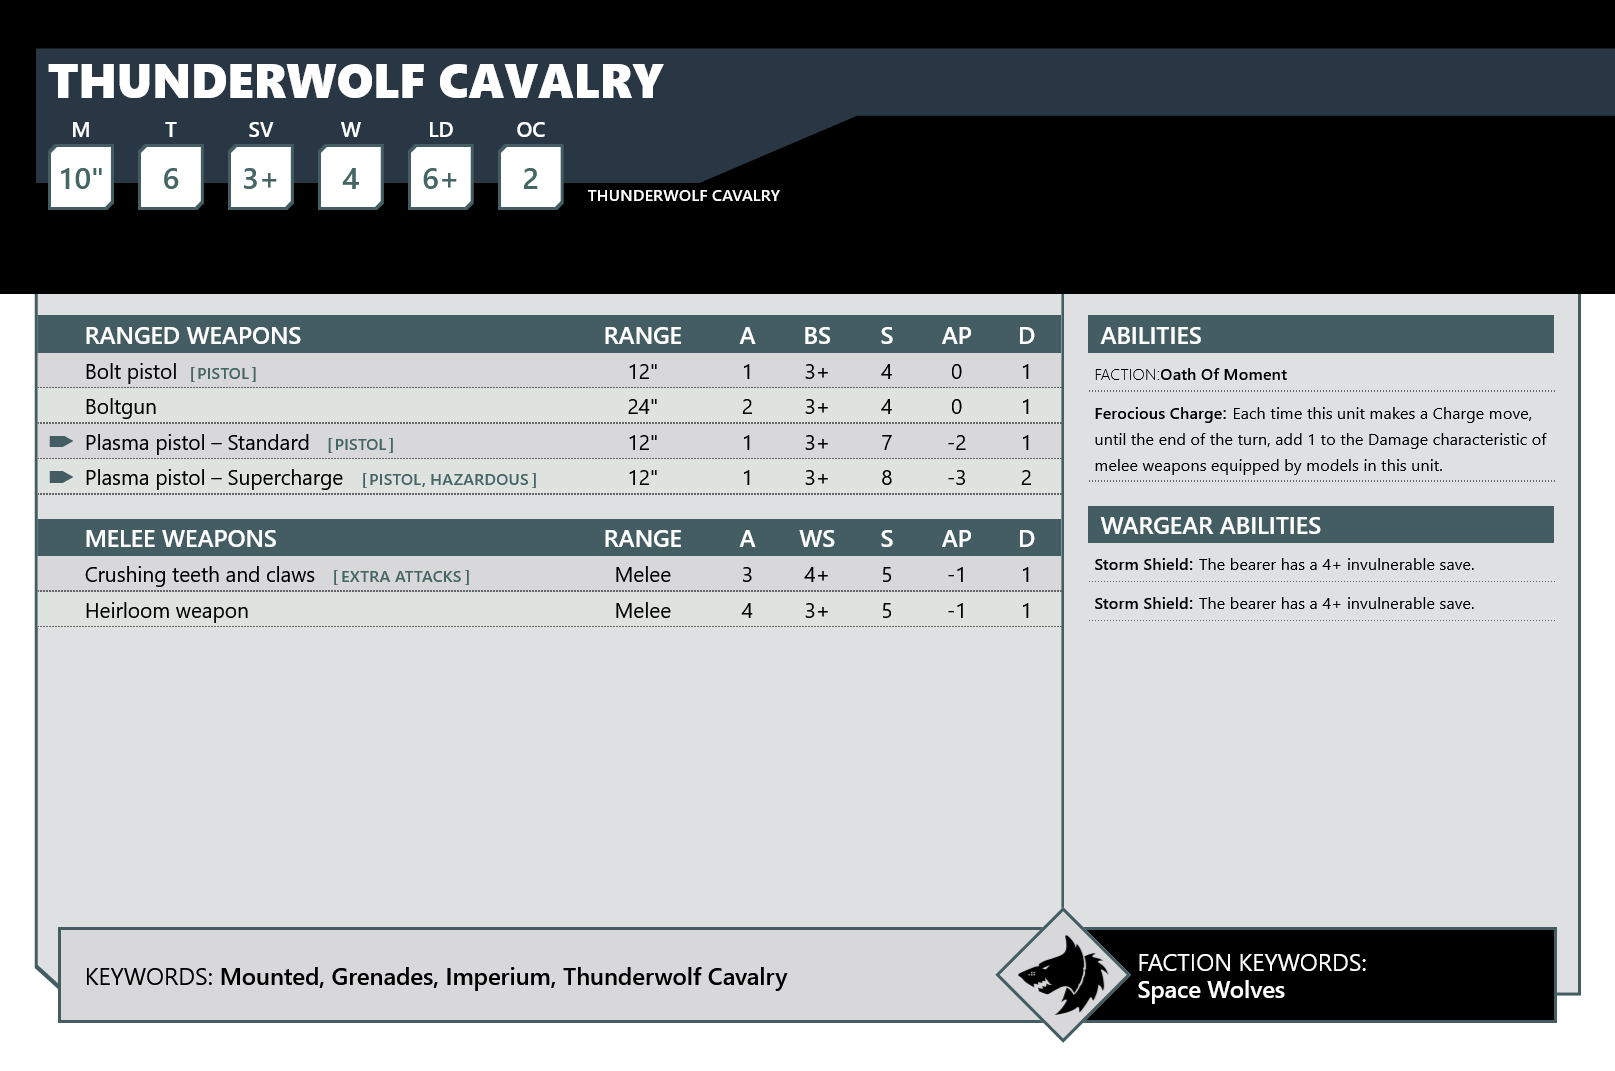 THUNDERWOLF CAVALRY
M T SV W LD OC
10" 6 3+ 4 6+ 2
THUNDERWOLF CAVALRY
RANGED WEAPONS RANGE A BS S AP D
Bolt pistol [PISTOL] 12" 1 3+ 4 0 1
Boltgun 24" 2 3+ 4 0 1
Plasma pistol – Standard [PISTOL] 12" 1 3+ 7 -2 1
Plasma pistol – Supercharge [PISTOL, HAZARDOUS] 12" 1 3+ 8 -3 2
MELEE WEAPONS RANGE A WS S AP D
Crushing teeth and claws [EXTRA ATTACKS] Melee 3 4+ 5 -1 1
Heirloom weapon Melee 4 3+ 5 -1 1
ABILITIES
FACTION:Oath Of Moment
Ferocious Charge: Each time this unit makes a Charge move,
until the end of the turn, add 1 to the Damage characteristic of
melee weapons equipped by models in this unit.
WARGEAR ABILITIES
Storm Shield: The bearer has a 4+ invulnerable save.
Storm Shield: The bearer has a 4+ invulnerable save.
KEYWORDS: Mounted, Grenades, Imperium, Thunderwolf Cavalry
FACTION KEYWORDS:
Space Wolves